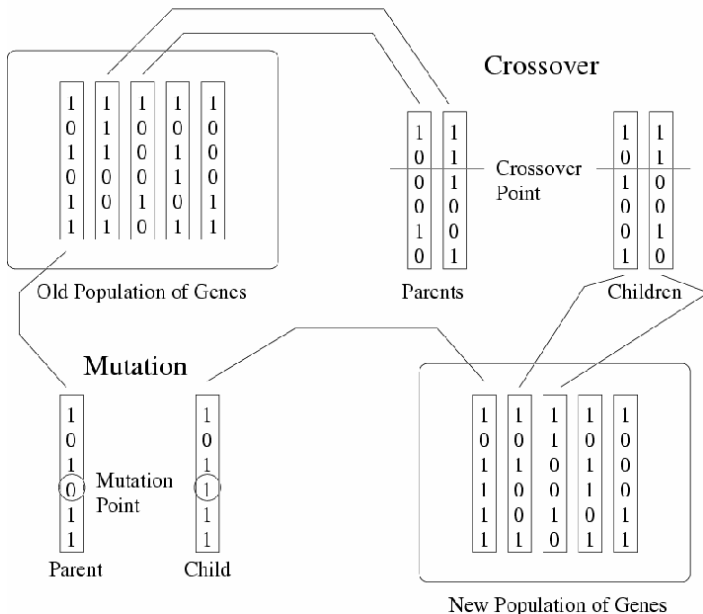 Crossover
1 1 1 1 1
0 1 0 0 0
1 1 0 1 0
0 0 0 1 0
1 0 1 0 1
1 1 0 1 1
Old Population of Genes
1 1
0 1
0 1
0 0
1 0
0 1
Parents
Crossover
Point
1 1
0 1
1 0
0 0
0 1
1 0
Children
Mutation
1
0
1
0
1
1
Parent
Mutation
Point
1
0
1
1
1
1
Child
1 1 1 1 1
0 0 1 0 0
1 1 0 1 0
1 0 0 1 0
1 0 1 0 1
1 1 0 1 1
New Population of Genes